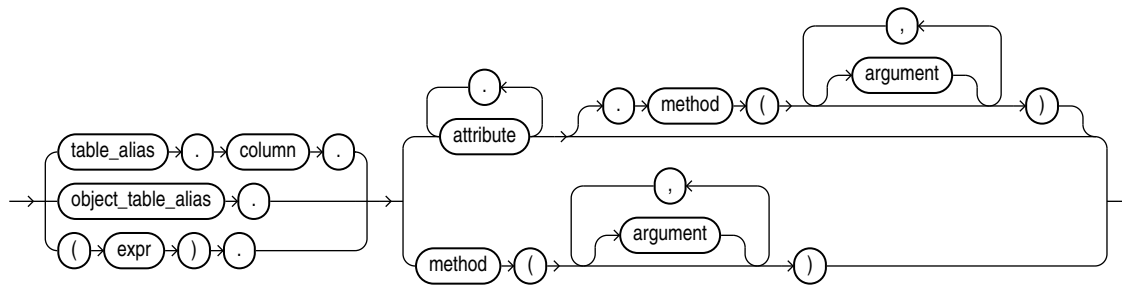 ,
argument
.
. method ( )
attribute
table_alias . column .
,
object_table_alias .
argument
( expr ) .
method ( )